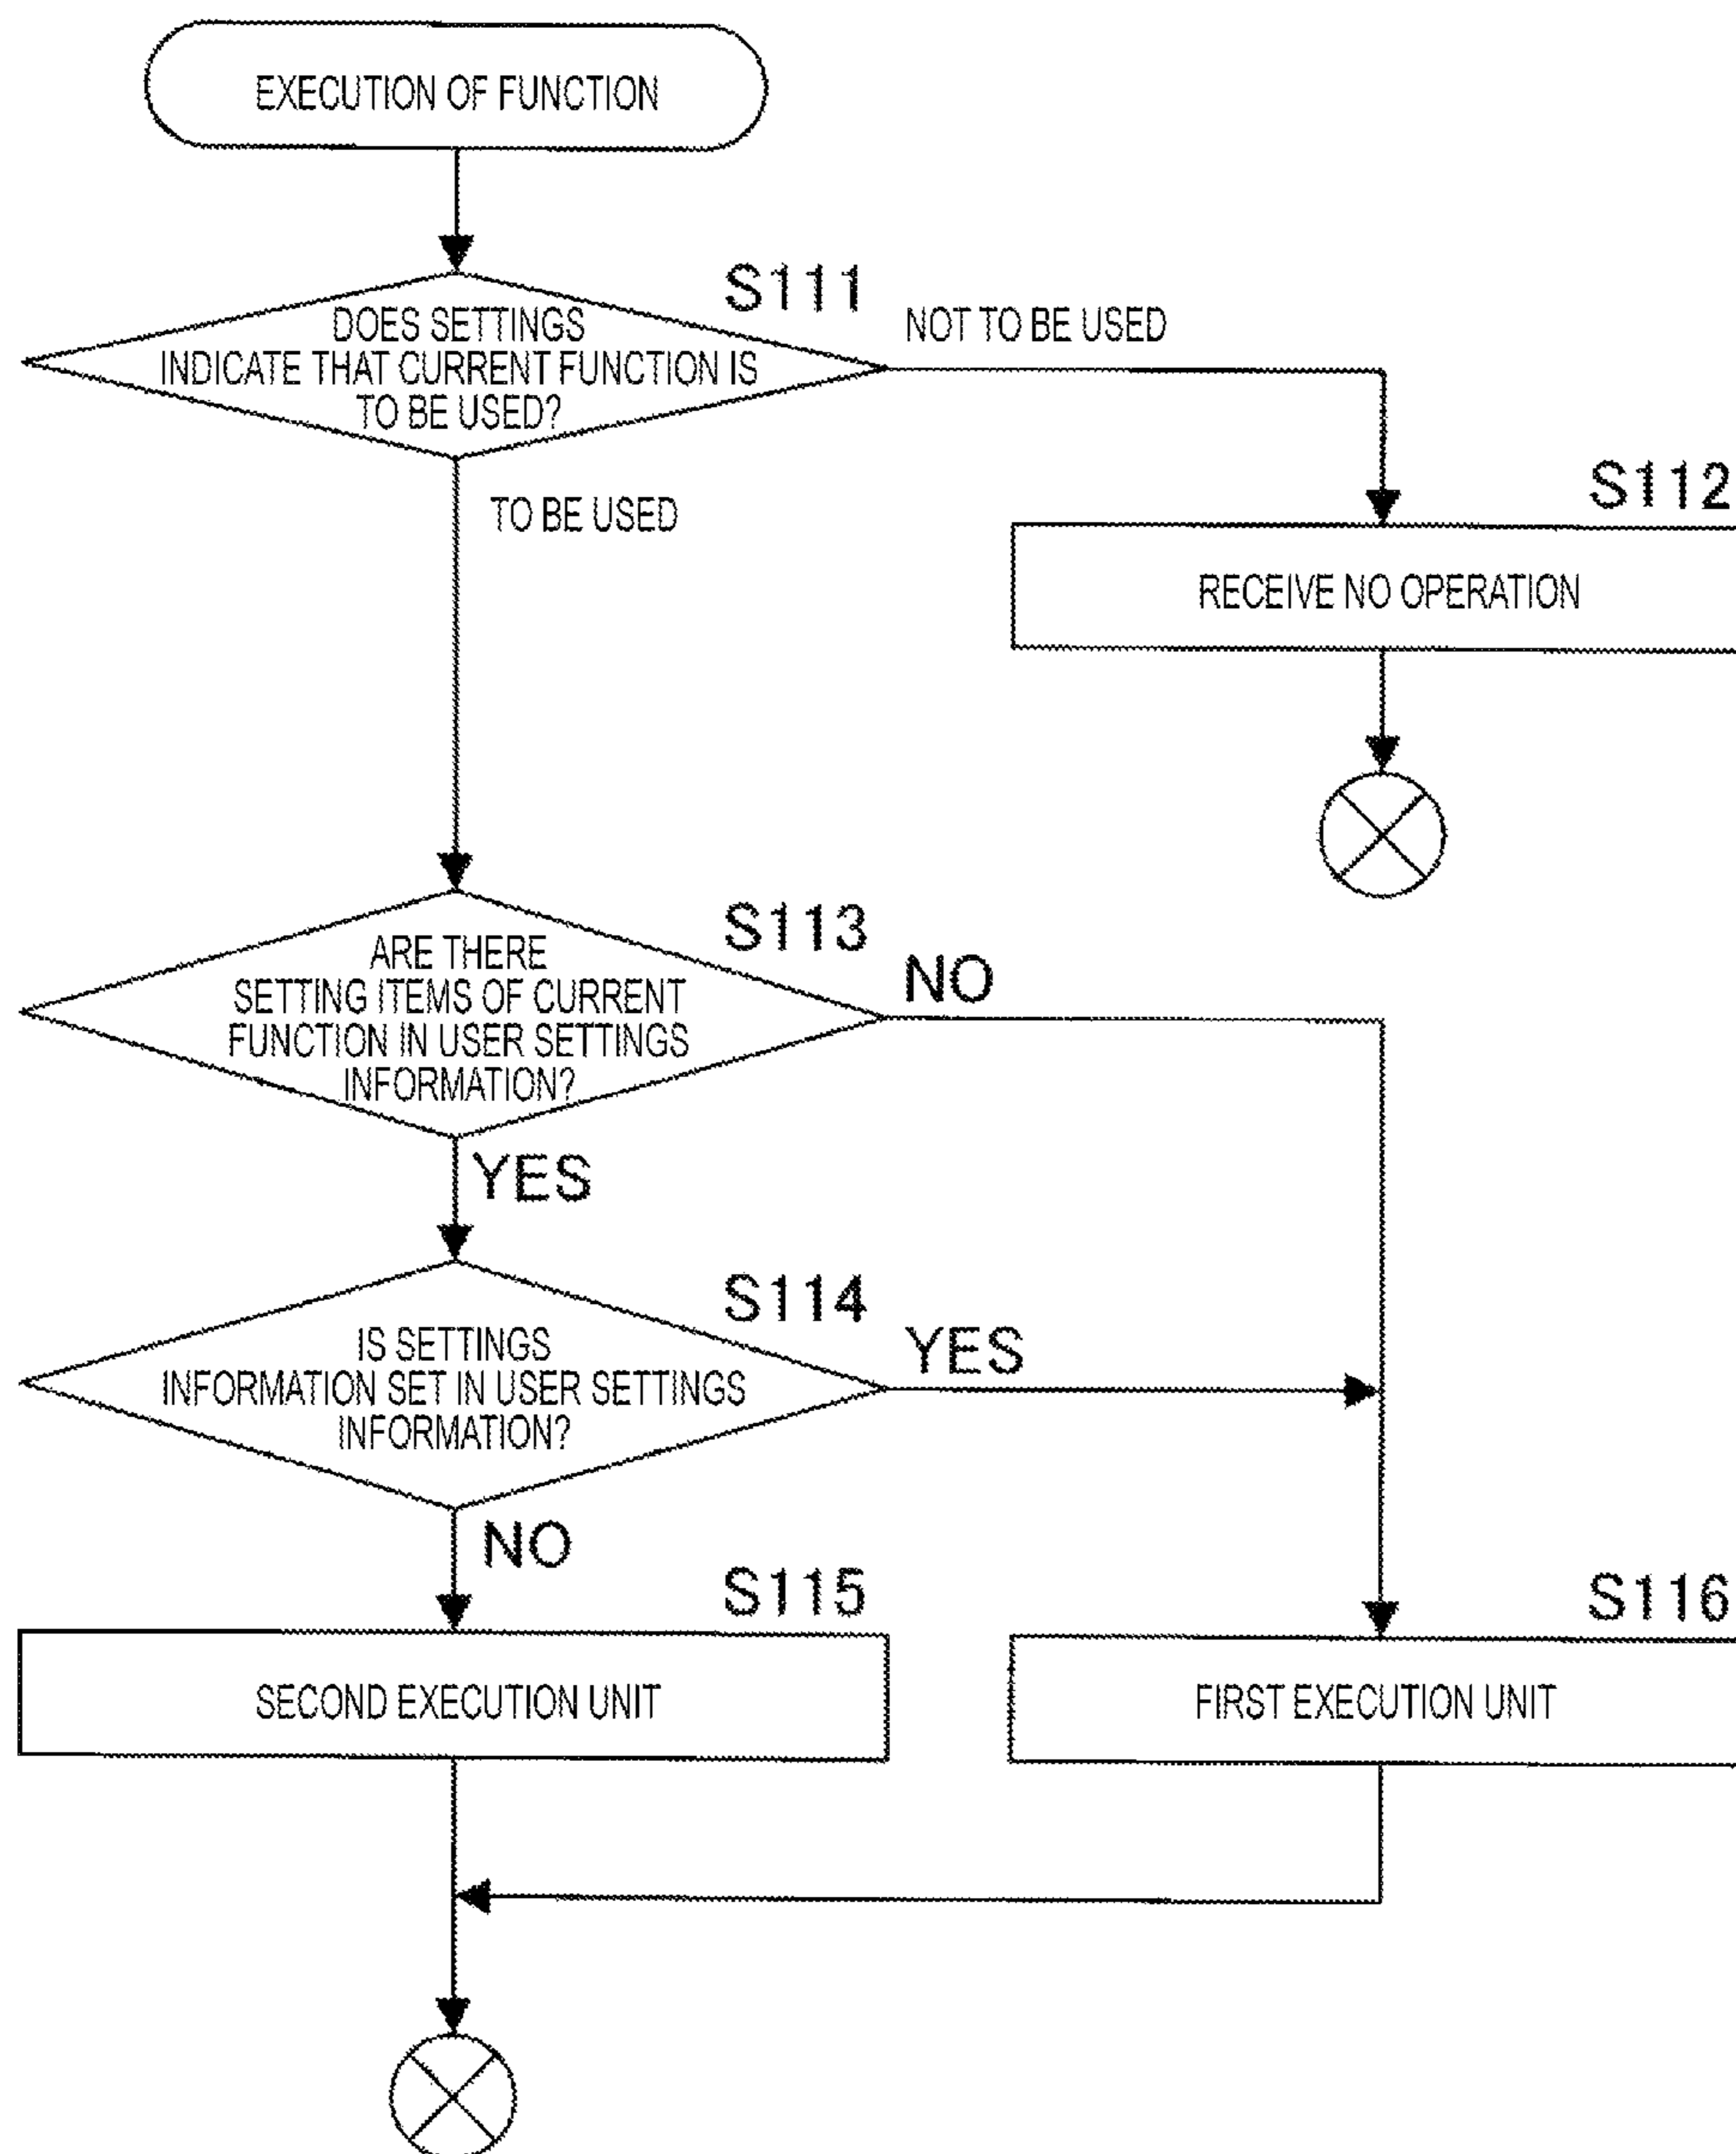 EXECUTION OF FUNCTION
S111
DOES SETTINGS
INDICATE THAT CURRENT FUNCTION IS
TO BE USED?
NOT TO BE USED
TO BE USED
S112
RECEIVE NO OPERATION
S113
ARE THERE
SETTING ITEMS OF CURRENT
FUNCTION IN USER SETTINGS
INFORMATION?
NO
YES
S114
IS SETTINGS
INFORMATION SET IN USER SETTINGS
INFORMATION?
YES
NO
S115
SECOND EXECUTION UNIT
S116
FIRST EXECUTION UNIT